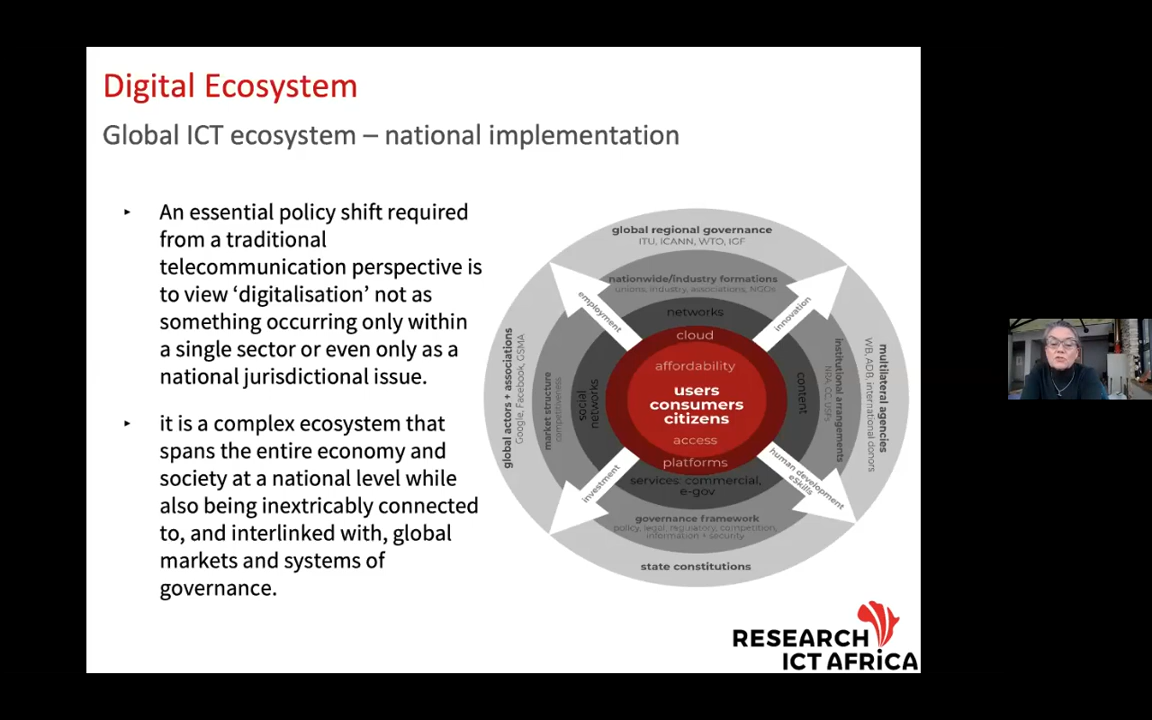 Digital Ecosystem
Global ICT ecosystem – national implementation
‣ An essential policy shift required
from a traditional
telecommunication perspective is
to view ‘digitalisation’ not as
something occurring only within
a single sector or even only as a
national jurisdictional issue.
‣ it is a complex ecosystem that
spans the entire economy and
society at a national level while
also being inextricably connected
to, and interlinked with, global
markets and systems of
governance.
global regional governance
ITU, ICANN, WTO, IGF
nationwide/industry formations
unions, industry, associations, NGOs
networks
cloud
affordability
users
consumers
citizens
access
platforms
services: commercial,
e-gov
governance framework
policy, legal, regulatory, competition,
information + security
state constitutions
employment
innovation
investment
human development
eSkills
global actors + associations
Google, Facebook, GSMA
market structure
competitiveness
social
networks
content
institutional arrangements
NRA, CC, USFs
multilateral agencies
WB, ADB, international donors
RESEARCH
ICT AFRICA